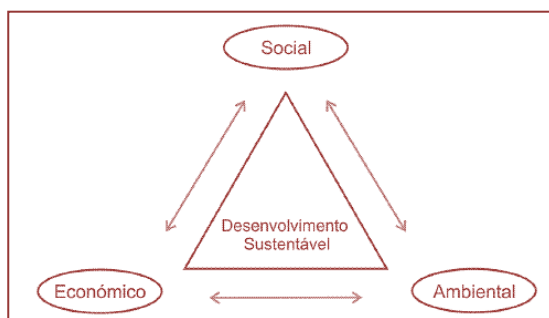 Social
Desenvolvimento
Sustentável
Económico
Ambiental